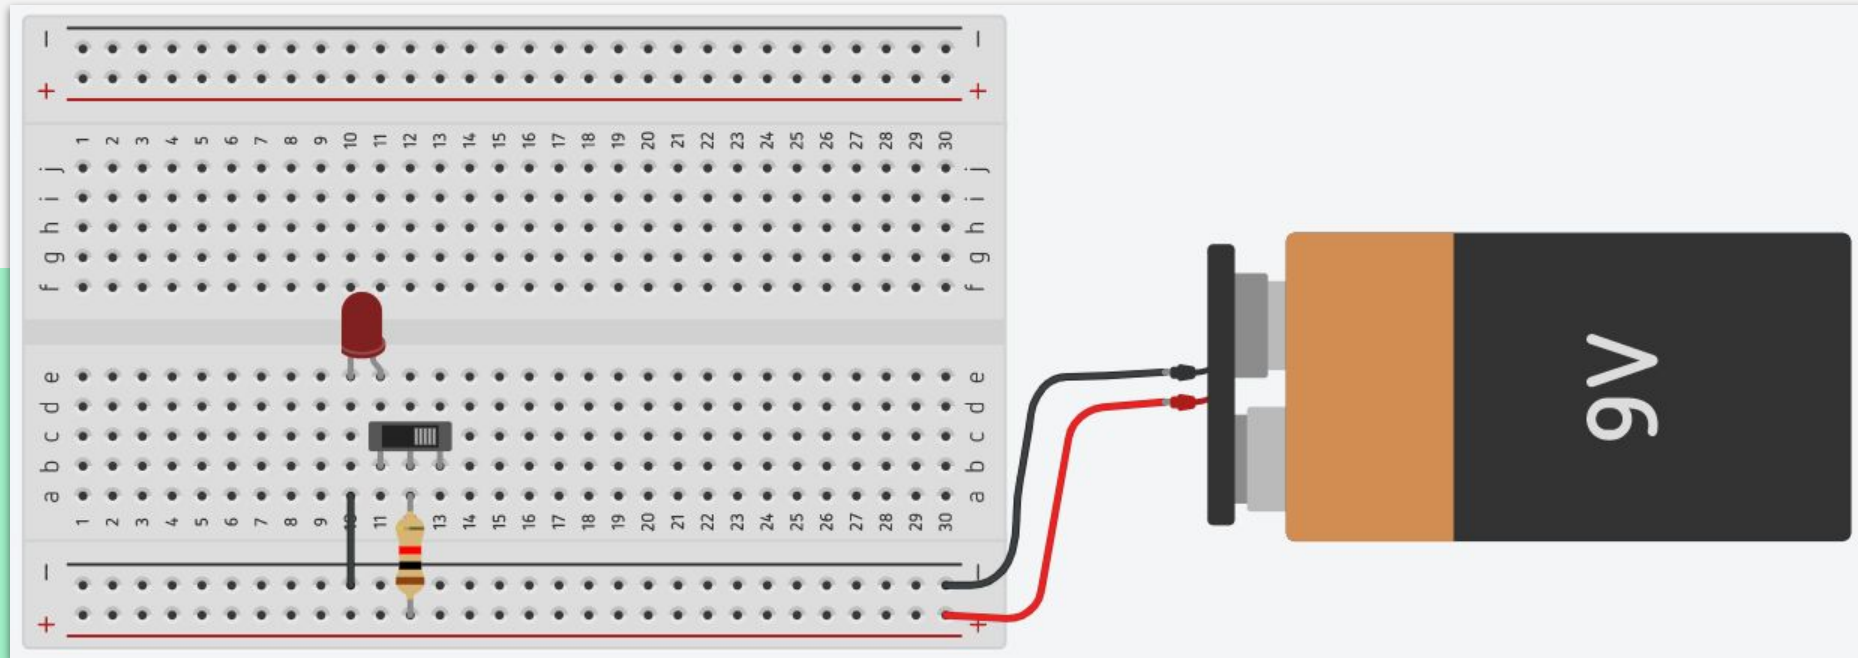 − −
+ +
1 2 3 4 5 6 7 8 9 10 11 12 13 14 15 16 17 18 19 20 21 22 23 24 25 26 27 28 29 30
j j
i i
h h
g g
f f
e e
d d
c c
b b
a a
1 2 3 4 5 6 7 8 9 10 11 12 13 14 15 16 17 18 19 20 21 22 23 24 25 26 27 28 29 30
− −
+ +
9V